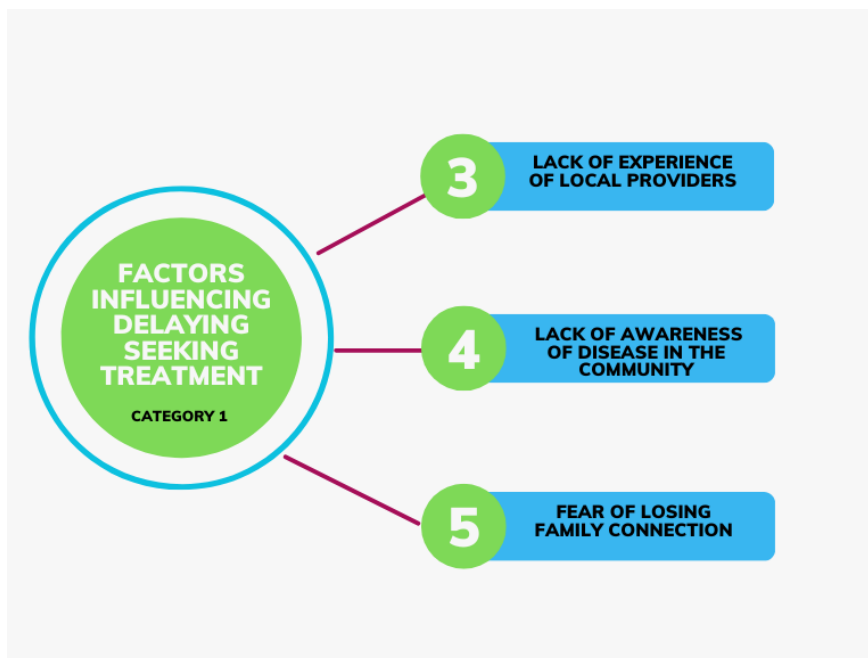 FACTORS
INFLUENCING
DELAYING
SEEKING
TREATMENT
CATEGORY 1
3
LACK OF EXPERIENCE
OF LOCAL PROVIDERS
4
LACK OF AWARENESS
OF DISEASE IN THE
COMMUNITY
5
FEAR OF LOSING
FAMILY CONNECTION